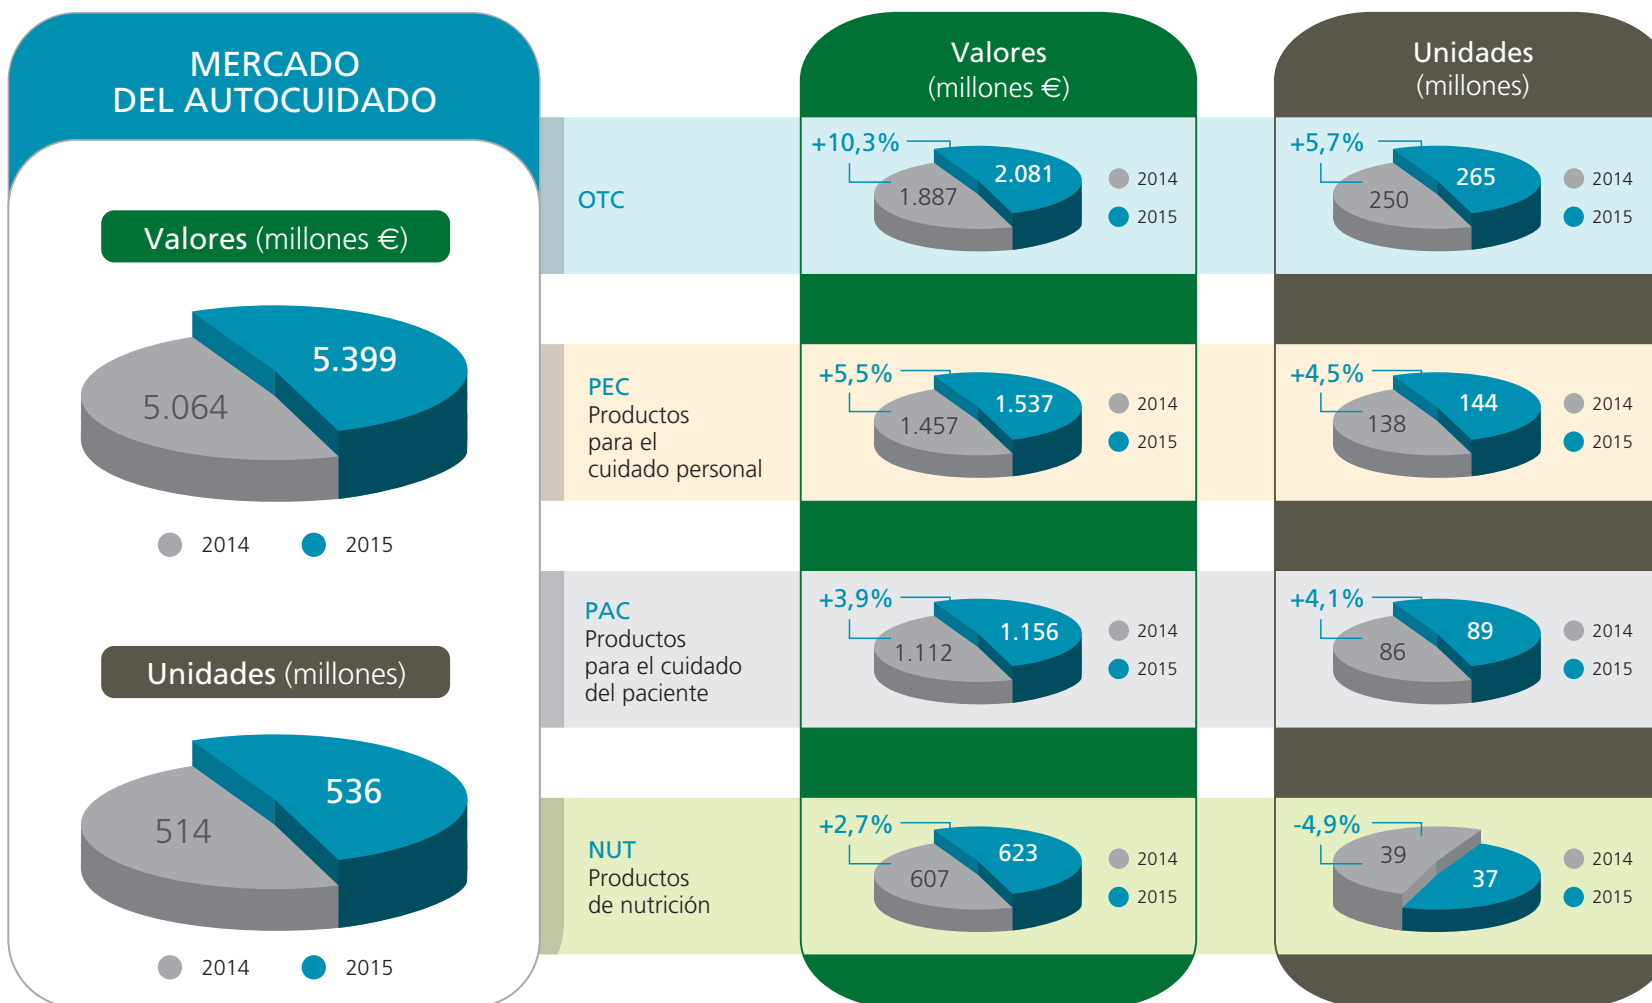 MERCADO
DEL AUTOCUIDADO
Valores (millones €)
5.399
5.064
2014 2015
Unidades (millones)
536
514
2014 2015
Valores
(millones €)
Unidades
(millones)
OTC
+10,3%
2.081
1.887
2014
2015
+5,7%
265
250
2014
2015
PEC
Productos
para el
cuidado personal
+5,5%
1.537
1.457
2014
2015
+4,5%
144
138
2014
2015
PAC
Productos
para el cuidado
del paciente
+3,9%
1.156
1.112
2014
2015
+4,1%
89
86
2014
2015
NUT
Productos
de nutrición
+2,7%
623
607
2014
2015
-4,9%
39
37
2014
2015